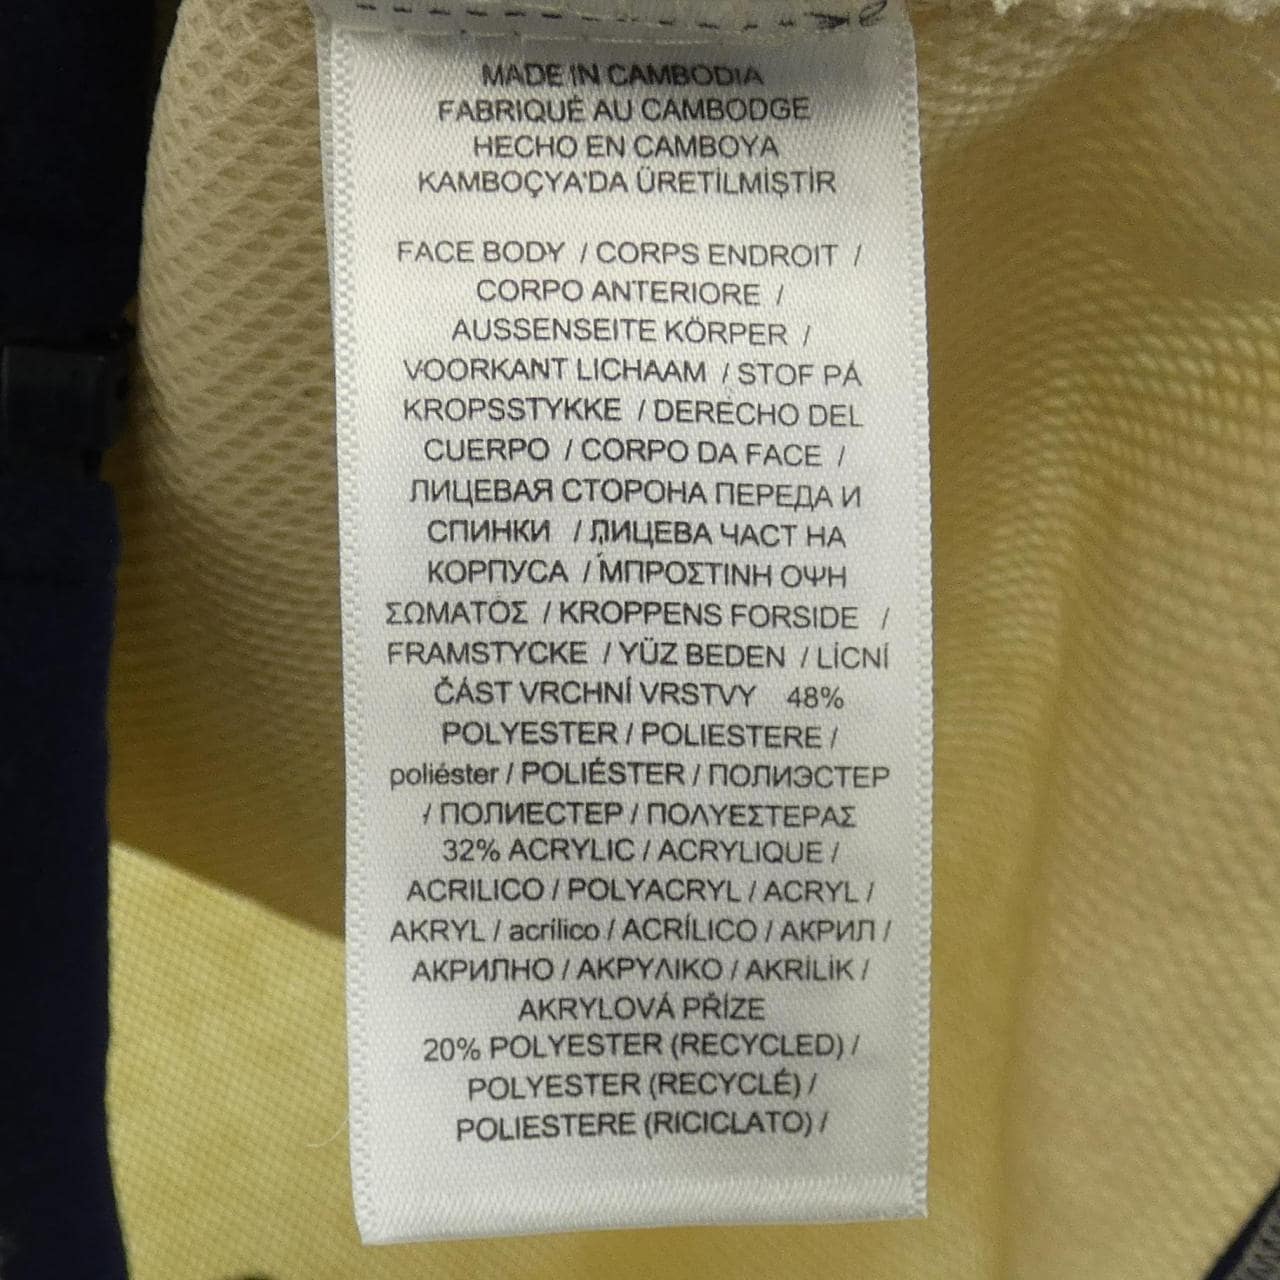 MADE IN CAMBODIA
FABRIQUÉ AU CAMBODGE
HECHO EN CAMBOYA
KAMBOÇYA'DA ÜRETİLMİŞTİR
FACE BODY / CORPS ENDROIT /
CORPO ANTERIORE /
AUSSENSEITE KÖRPER /
VOORKANT LICHAAM / STOF PÅ
KROPSSTYKKE / DERECHO DEL
CUERPO / CORPO DA FACE /
ЛИЦЕВАЯ СТОРОНА ПЕРЕДА И
СПИНКИ / ЛИЦЕВА ЧАСТ НА
КОРПУСА / ΜΠΡΟΣΤΙΝΗ ΟΨΗ
ΣΩΜΑΤΟΣ / KROPPENS FORSIDE /
FRAMSTYCKE / YÜZ BEDEN / LÍCNÍ
ČÁST VRCHNÍ VRSTVY 48%
POLYESTER / POLIESTERE /
poliéster / POLIÉSTER / ПОЛИЭСТЕР
/ ПОЛИЕСТЕР / ΠΟΛΥΕΣΤΕΡΑΣ
32% ACRYLIC / ACRYLIQUE /
ACRILICO / POLYACRYL / ACRYL /
AKRYL / acrílico / ACRÍLICO / АКРИЛ /
АКРИЛНО / ΑΚΡΥΛΙΚΟ / AKRİLİK /
AKRYLOVÁ PŘÍZE
20% POLYESTER (RECYCLED) /
POLYESTER (RECYCLÉ) /
POLIESTERE (RICICLATO) /